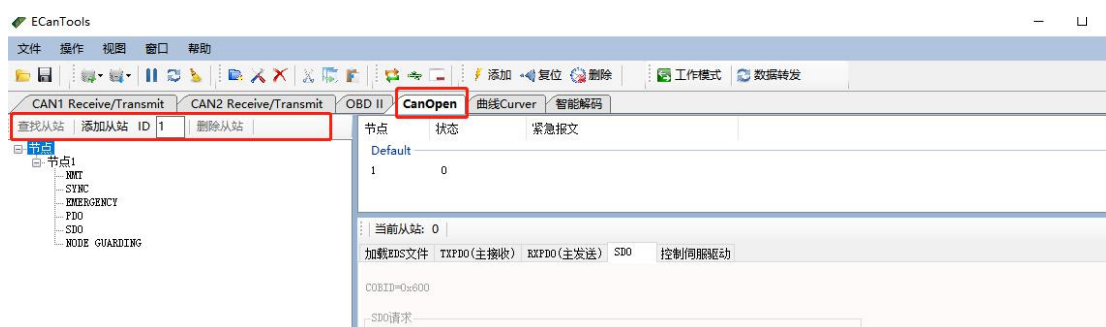 ECanTools
文件 操作 视图 窗口 帮助
添加 复位 删除 工作模式 数据转发
CAN1 Receive/Transmit CAN2 Receive/Transmit OBD II CanOpen 曲线Curver 智能解码
查找从站 添加从站 ID 1 删除从站
节点
节点1
NMT
SYNC
EMERGENCY
PDO
SDO
NODE GUARDING
节点 状态 紧急报文
Default
1 0
当前从站: 0
加载EDS文件 TXPDO(主接收) RXPDO(主发送) SDO 控制伺服驱动
COBID=0x600
SDO请求